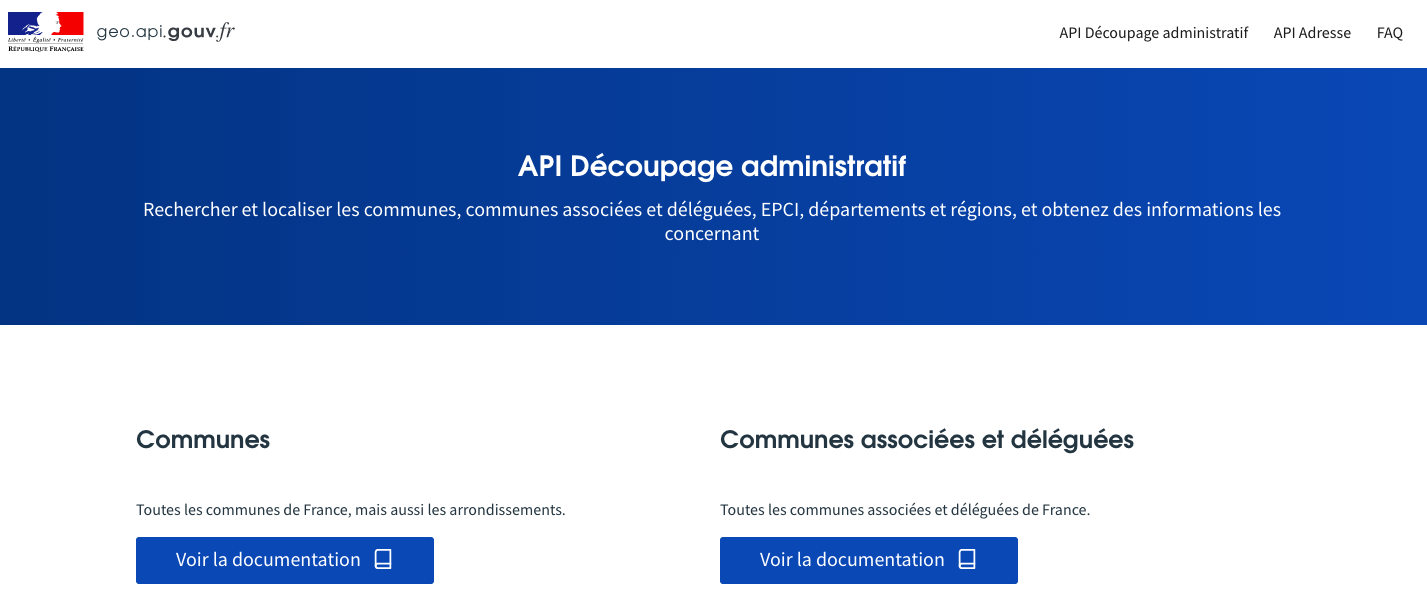 Liberté • Égalité • Fraternité
RÉPUBLIQUE FRANÇAISE
geo.api.gouv.fr
API Découpage administratif
API Adresse
FAQ
API Découpage administratif
Rechercher et localiser les communes, communes associées et déléguées, EPCI, départements et régions, et obtenez des informations les
concernant
Communes
Toutes les communes de France, mais aussi les arrondissements.
Voir la documentation
Communes associées et déléguées
Toutes les communes associées et déléguées de France.
Voir la documentation